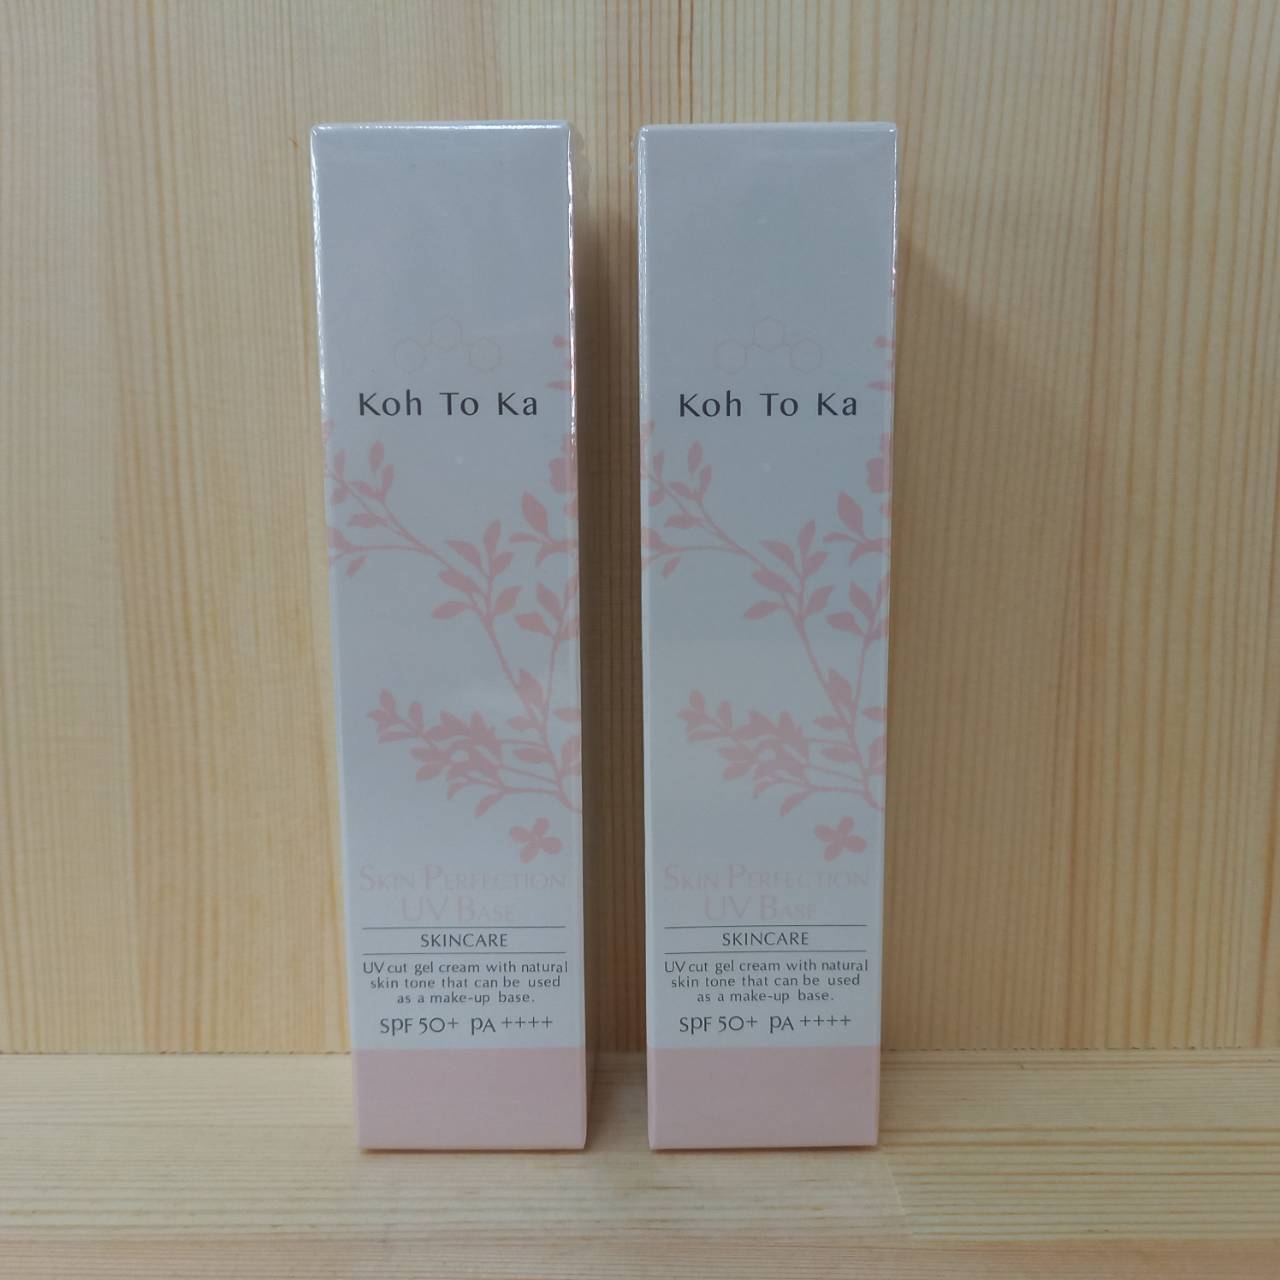 Koh To Ka
SKIN PERFECTION
UV BASE
SKINCARE
UV cut gel cream with natural
skin tone that can be used
as a make-up base.
SPF 50+ PA ++++
Koh To Ka
SKIN PERFECTION
UV BASE
SKINCARE
UV cut gel cream with natural
skin tone that can be used
as a make-up base.
SPF 50+ PA ++++